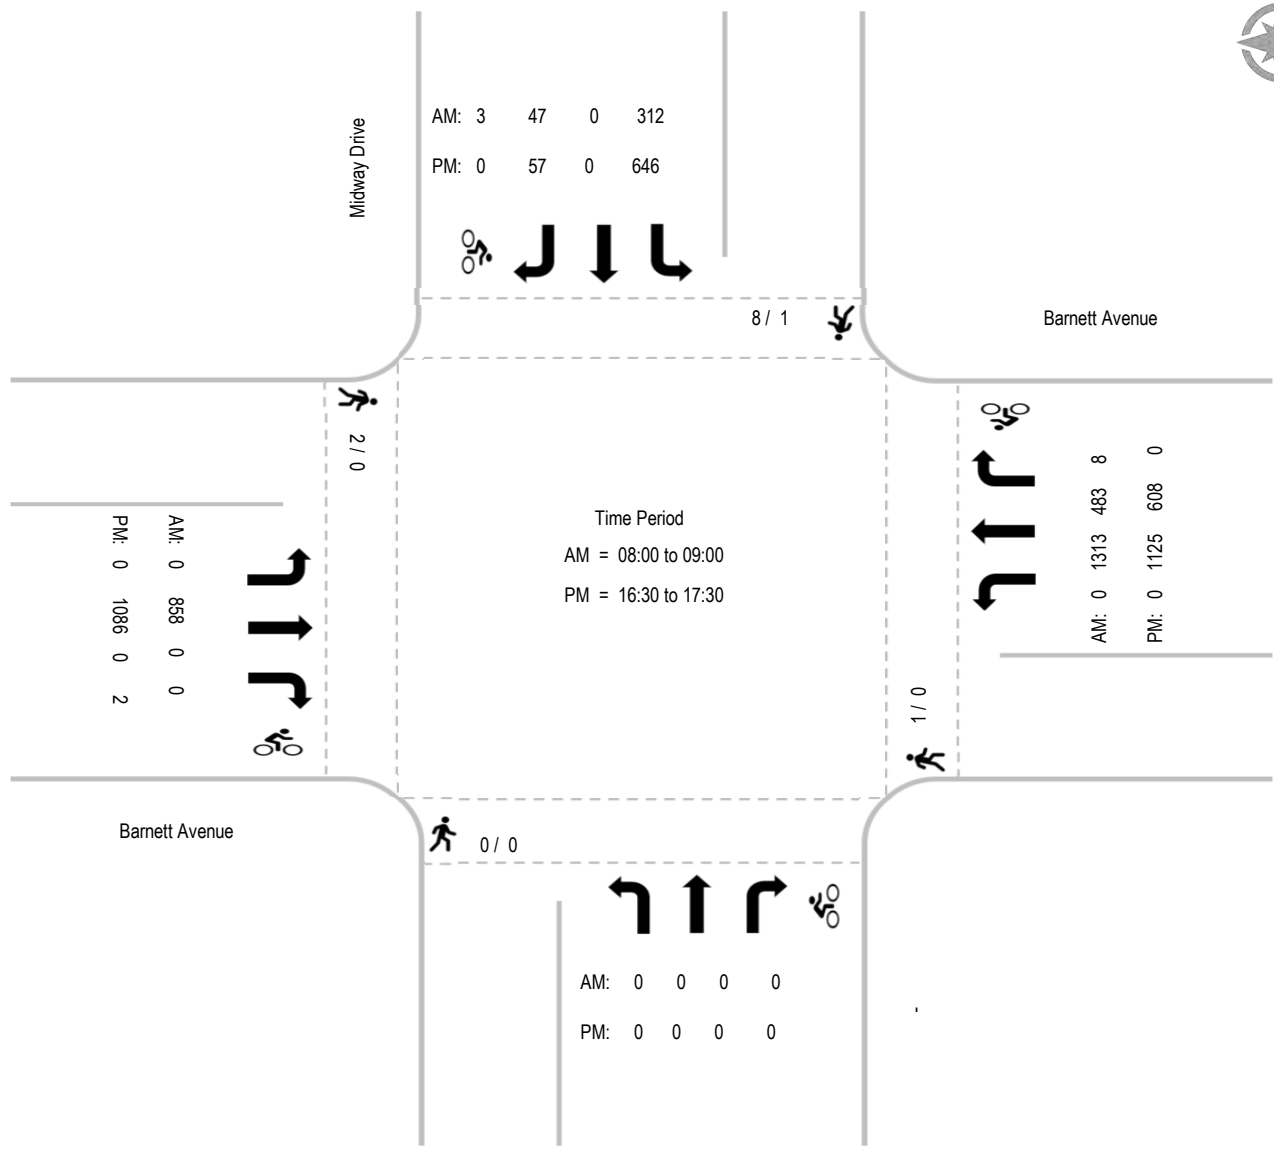 Midway Drive
AM: 3 47 0 312
PM: 0 57 0 646
8 / 1
Barnett Avenue
2 / 0
AM: 0 858 0 0
PM: 0 1086 0 2
Time Period
AM = 08:00 to 09:00
PM = 16:30 to 17:30
AM: 0 1313 483 8
PM: 0 1125 608 0
1 / 0
Barnett Avenue
0 / 0
AM: 0 0 0 0
PM: 0 0 0 0